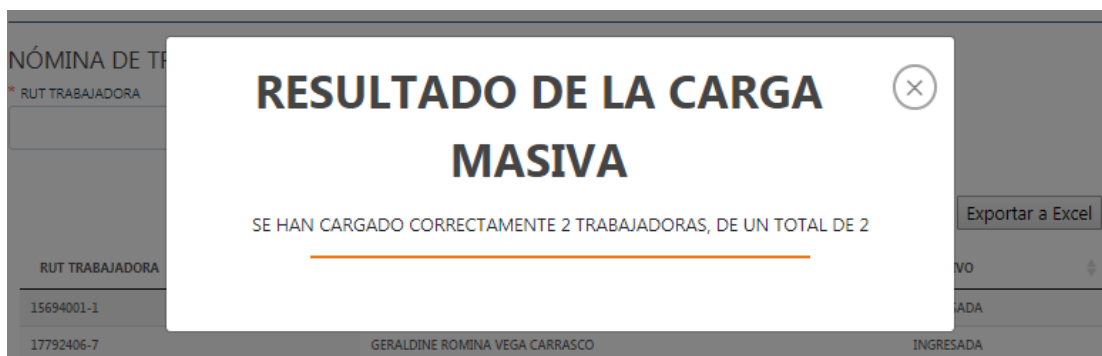 NÓMINA DE
* RUT TRABAJADORA
RESULTADO DE LA CARGA
MASIVA
SE HAN CARGADO CORRECTAMENTE 2 TRABAJADORAS, DE UN TOTAL DE 2
Exportar a Excel
RUT TRABAJADORA
15694001-1
17792406-7 GERALDINE ROMINA VEGA CARRASCO INGRESADA